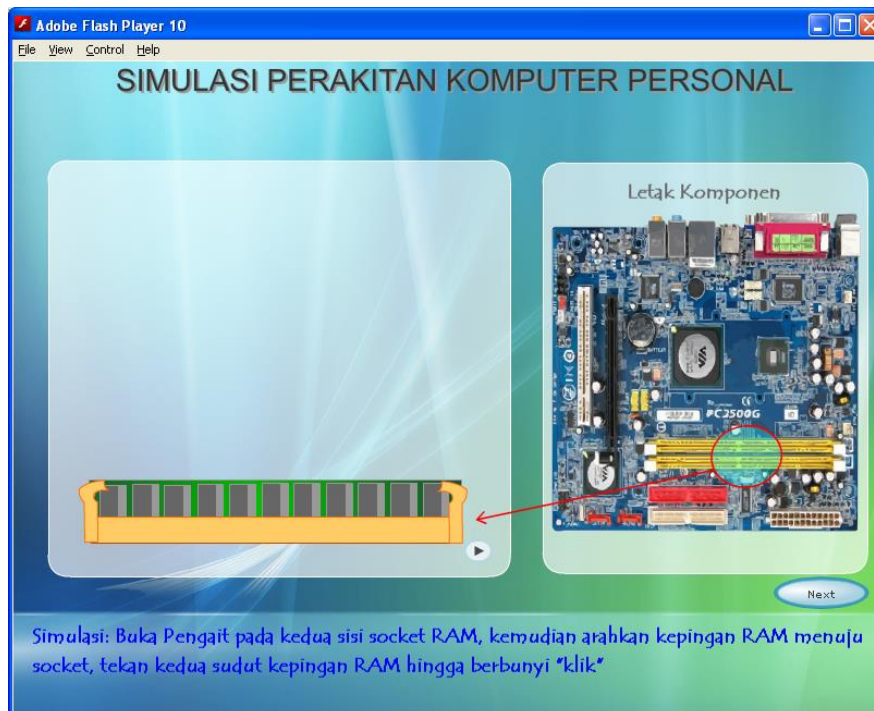 Adobe Flash Player 10
File View Control Help
SIMULASI PERAKITAN KOMPUTER PERSONAL
Letak Komponen
VIA
PC2500G
VIA
Next
Simulasi: Buka Pengait pada kedua sisi socket RAM, kemudian arahkan kepingan RAM menuju
socket, tekan kedua sudut kepingan RAM hingga berbunyi "klik"